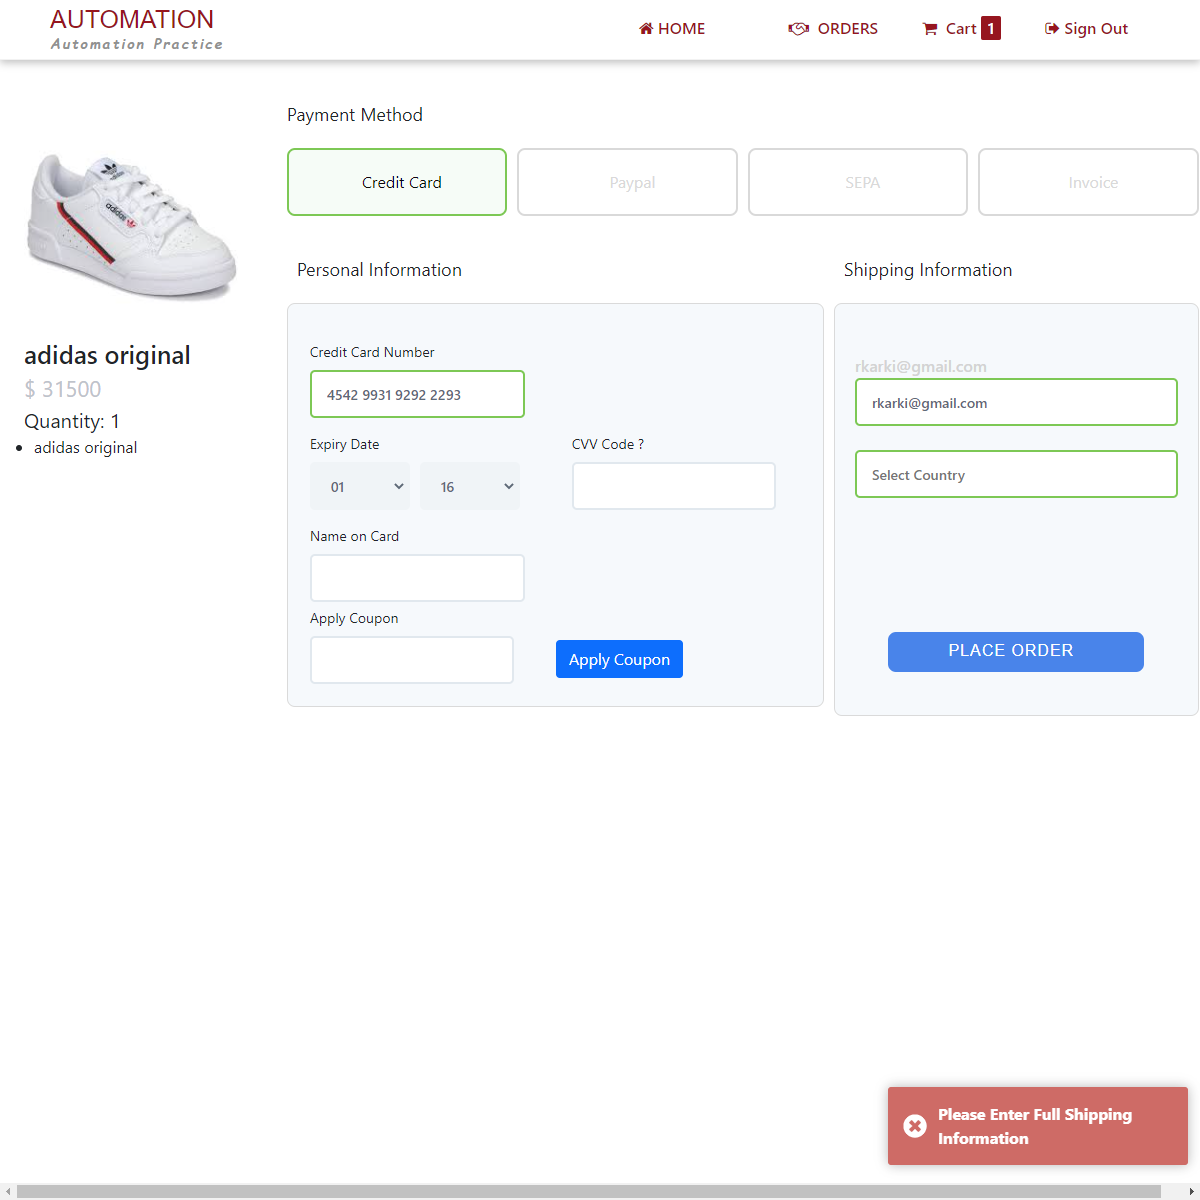 AUTOMATION
Automation Practice
HOME
ORDERS
Cart 1
Sign Out
adidas
adidas original
$ 31500
Quantity: 1
adidas original
Payment Method
Credit Card
Paypal
SEPA
Invoice
Personal Information
Credit Card Number
4542 9931 9292 2293
Expiry Date
CVV Code ?
01
16
Name on Card
Apply Coupon
Apply Coupon
Shipping Information
rkarki@gmail.com
rkarki@gmail.com
Select Country
PLACE ORDER
Please Enter Full Shipping
Information